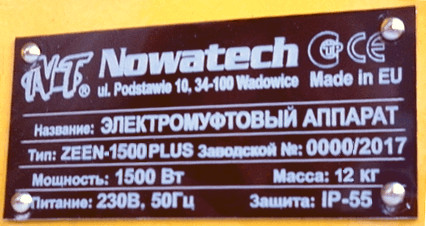 NT® Nowatech CE
ul. Podstawie 10, 34-100 Wadowice Made in EU
Название: ЭЛЕКТРОМУФТОВЫЙ АППАРАТ
Тип: ZEEN-1500 PLUS Заводской №: 0000/2017
Мощность: 1500 Вт Масса: 12 кг
Питание: 230В, 50Гц Защита: IP-55